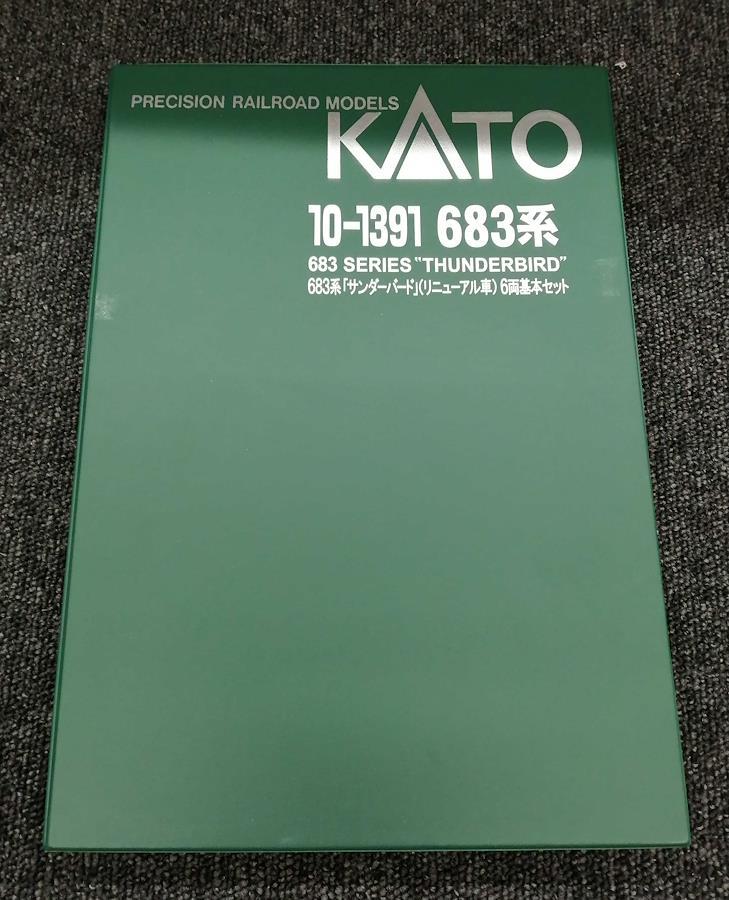 PRECISION RAILROAD MODELS
KATO
10-1391 683系
683 SERIES "THUNDERBIRD"
683系「サンダーバード」(リニューアル車) 6両基本セット